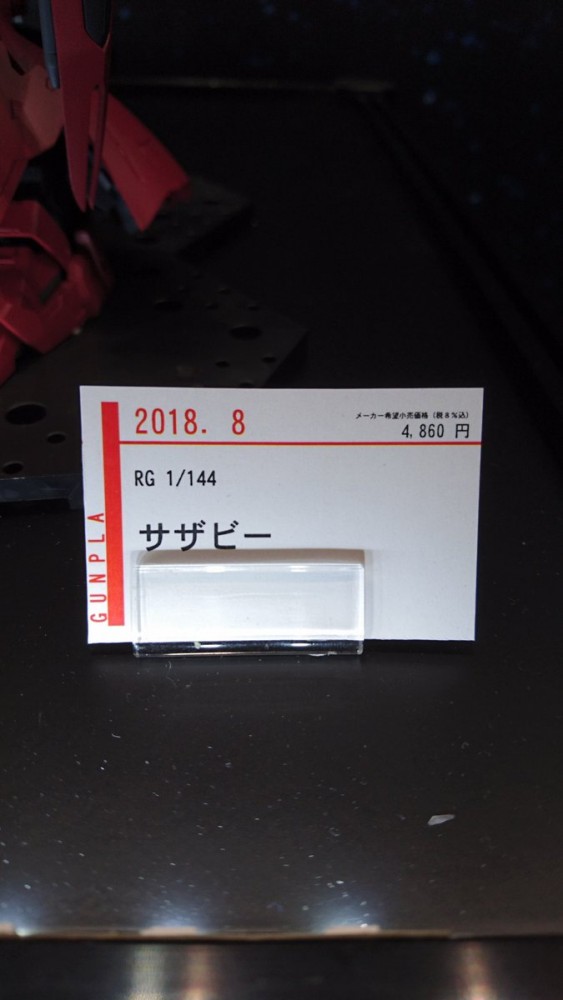 2018. 8
メーカー希望小売価格（税8％込）
4,860 円
RG 1/144
サザビー
GUNPLA